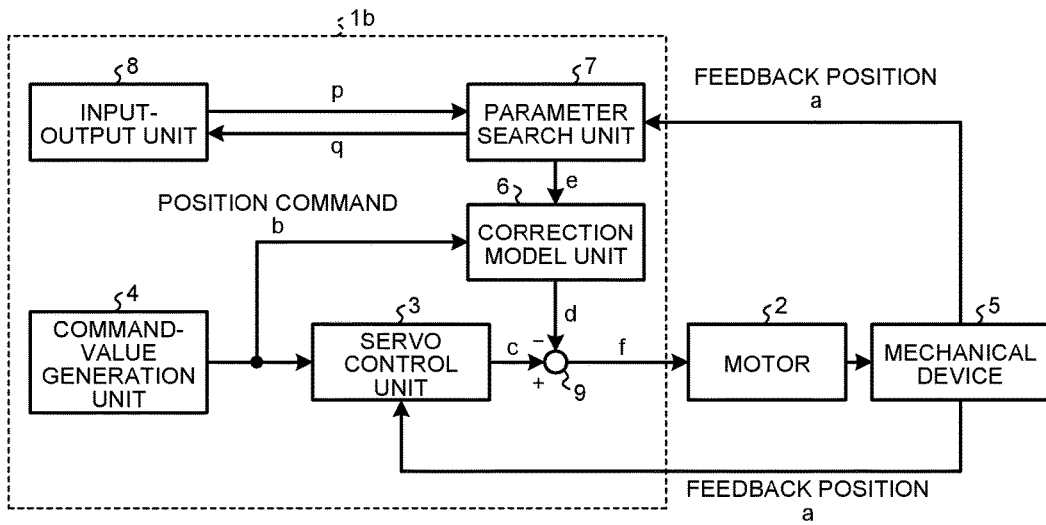 1b
8
INPUT-
OUTPUT UNIT
p
q
7
PARAMETER
SEARCH UNIT
FEEDBACK POSITION
a
e
6
CORRECTION
MODEL UNIT
POSITION COMMAND
b
d
4
COMMAND-
VALUE
GENERATION
UNIT
3
SERVO
CONTROL
UNIT
c
−
+
9
f
2
MOTOR
5
MECHANICAL
DEVICE
FEEDBACK POSITION
a